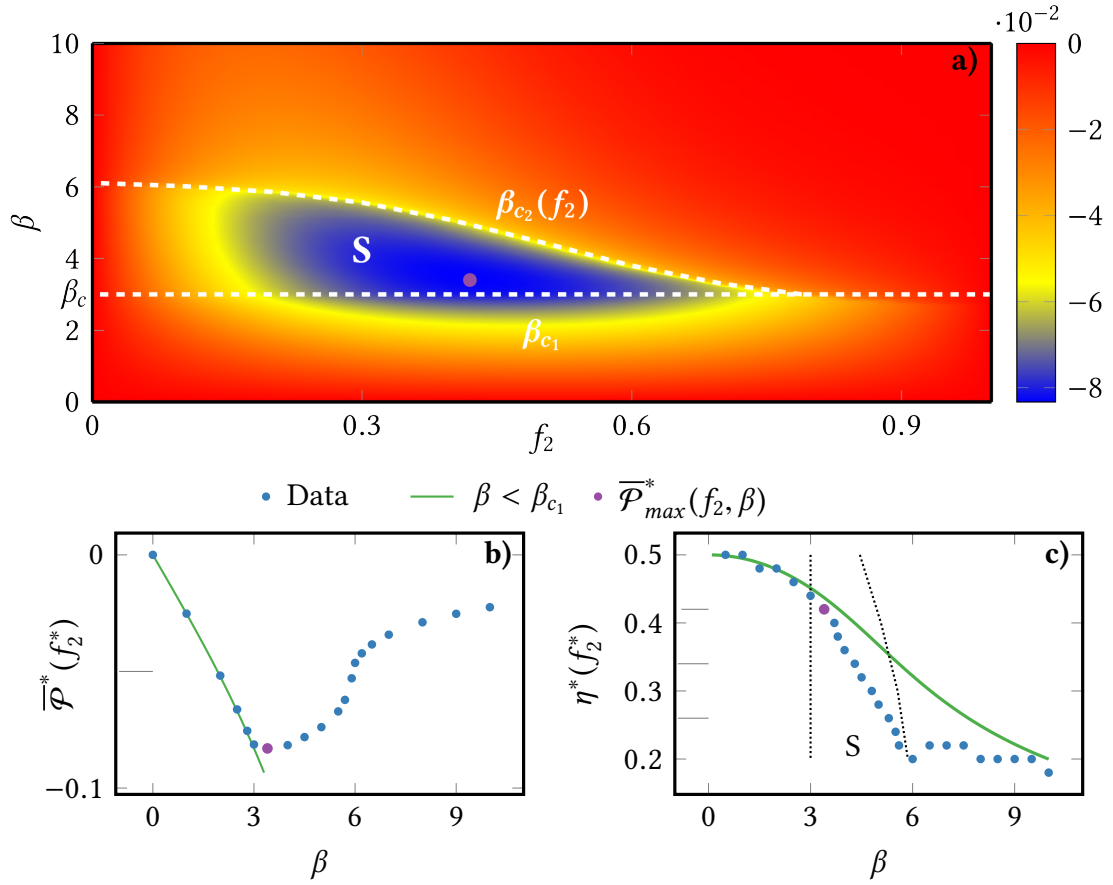 ·10⁻²
a)
10
8
6
4
β_c
2
0
β
0
0.3
0.6
0.9
f₂
S
β_{c₂}(f₂)
β_{c₁}
0
−2
−4
−6
−8
Data
β < β_{c₁}
𝒫̅*_{max}(f₂, β)
b)
0
−0.1
𝒫̅*(f₂*)
0
3
6
9
β
c)
0.5
0.4
0.3
0.2
η*(f₂*)
S
0
3
6
9
β